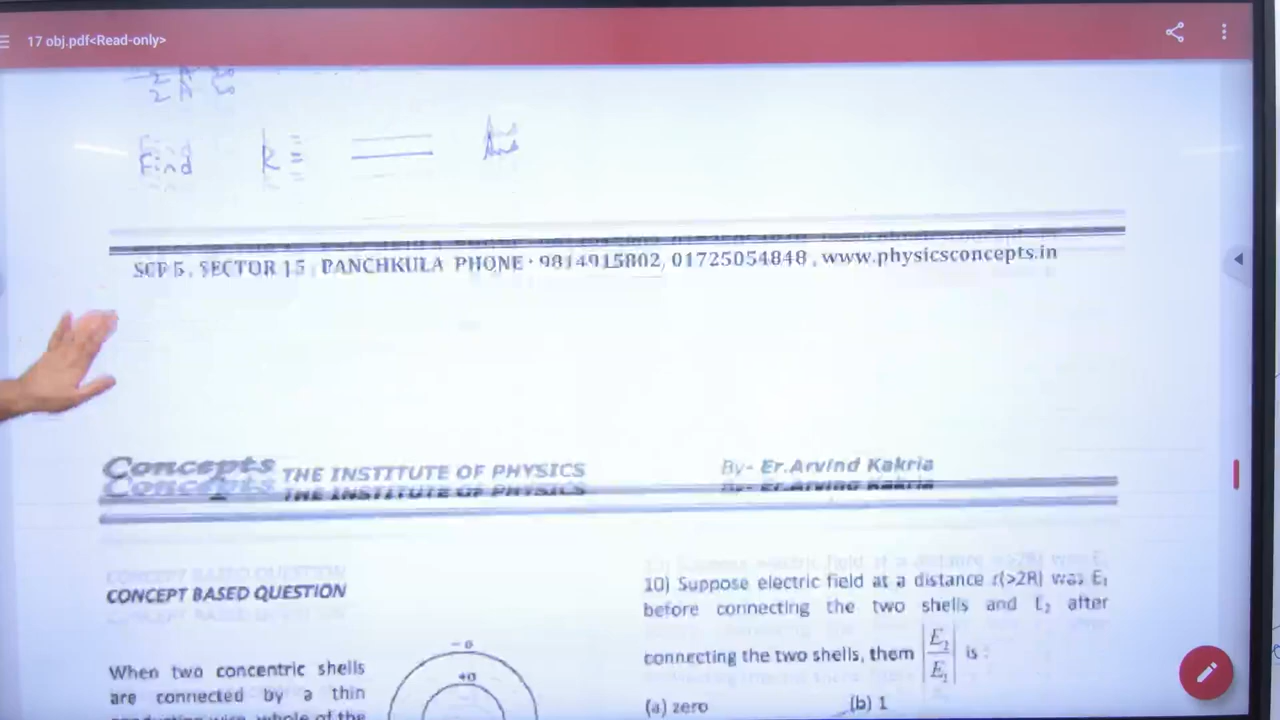 17 obj.pdf<Read-only>
Find K =
SCF 5, SECTOR 15, PANCHKULA PHONE : 9814915802, 01725054848, www.physicsconcepts.in
Concepts THE INSTITUTE OF PHYSICS By- Er.Arvind Kakria
CONCEPT BASED QUESTION
When two concentric shells
are connected by a thin
10) Suppose electric field at a distance r(>2R) was E₁
before connecting the two shells and E₂ after
connecting the two shells, them |E₂/E₁| is :
(a) zero (b) 1